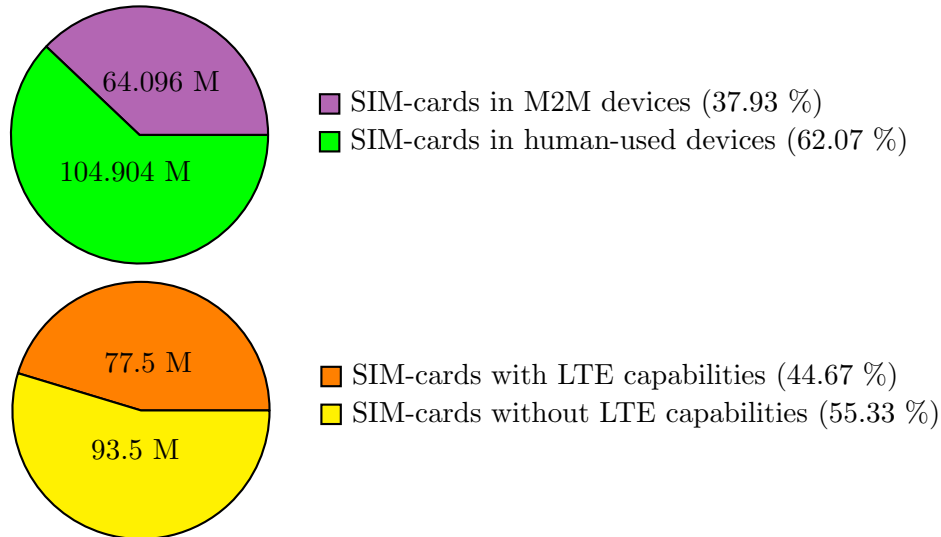 64.096 M
104.904 M
SIM-cards in M2M devices (37.93 %)
SIM-cards in human-used devices (62.07 %)
77.5 M
93.5 M
SIM-cards with LTE capabilities (44.67 %)
SIM-cards without LTE capabilities (55.33 %)